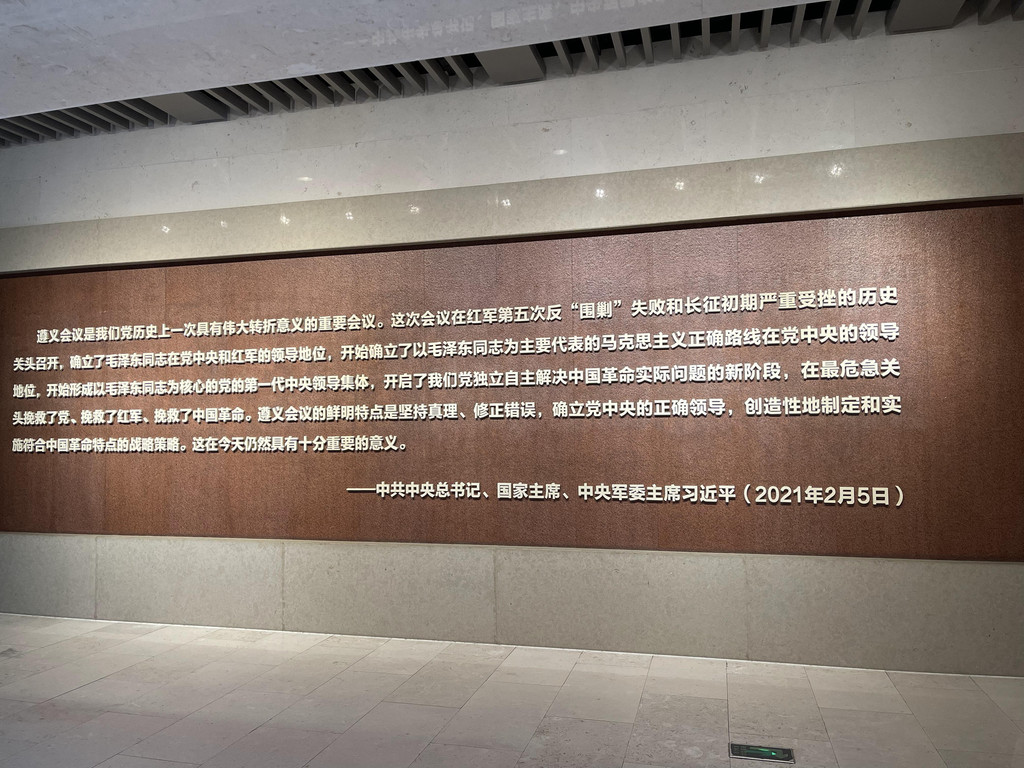 遵义会议是我们党历史上一次具有伟大转折意义的重要会议。这次会议在红军第五次反“围剿”失败和长征初期严重受挫的历史
关头召开，确立了毛泽东同志在党中央和红军的领导地位，开始确立了以毛泽东同志为主要代表的马克思主义正确路线在党中央的领导
地位，开始形成以毛泽东同志为核心的党的第一代中央领导集体，开启了我们党独立自主解决中国革命实际问题的新阶段，在最危急关
头挽救了党、挽救了红军、挽救了中国革命。遵义会议的鲜明特点是坚持真理、修正错误，确立党中央的正确领导，创造性地制定和实
施符合中国革命特点的战略策略。这在今天仍然具有十分重要的意义。
——中共中央总书记、国家主席、中央军委主席习近平（2021年2月5日）